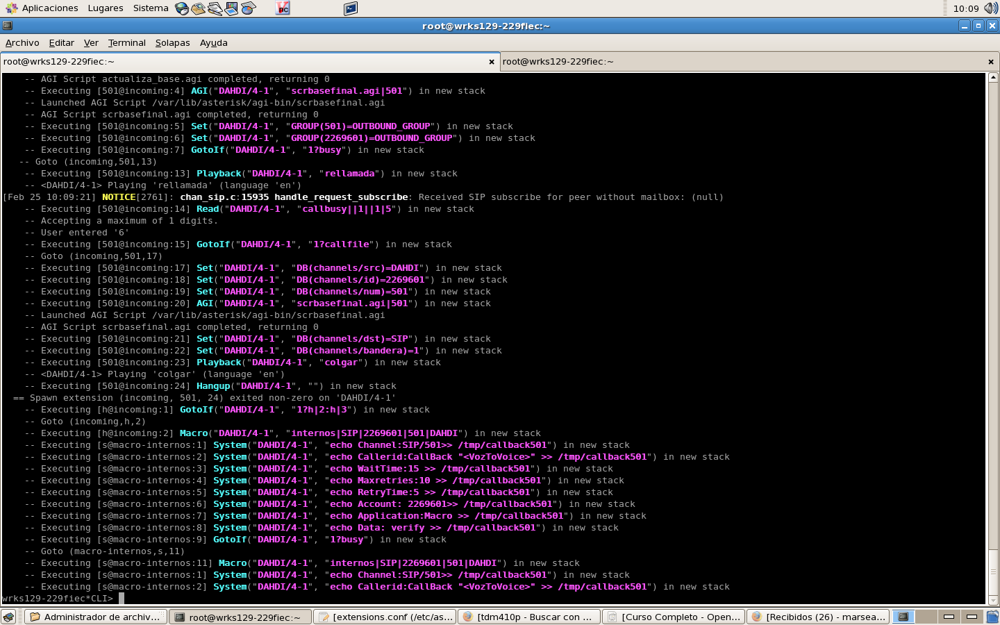 Aplicaciones Lugares Sistema 10:09
root@wrks129-229fiec:~
Archivo Editar Ver Terminal Solapas Ayuda
root@wrks129-229fiec:~ root@wrks129-229fiec:~
-- AGI Script actualiza_base.agi completed, returning 0
-- Executing [501@incoming:4] AGI("DAHDI/4-1", "scrbasefinal.agi|501") in new stack
-- Launched AGI Script /var/lib/asterisk/agi-bin/scrbasefinal.agi
-- AGI Script scrbasefinal.agi completed, returning 0
-- Executing [501@incoming:5] Set("DAHDI/4-1", "GROUP(501)=OUTBOUND_GROUP") in new stack
-- Executing [501@incoming:6] Set("DAHDI/4-1", "GROUP(2269601)=OUTBOUND_GROUP") in new stack
-- Executing [501@incoming:7] GotoIf("DAHDI/4-1", "1?busy") in new stack
-- Goto (incoming,501,13)
-- Executing [501@incoming:13] Playback("DAHDI/4-1", "rellamada") in new stack
-- <DAHDI/4-1> Playing 'rellamada' (language 'en')
[Feb 25 10:09:21] NOTICE[2761]: chan_sip.c:15935 handle_request_subscribe: Received SIP subscribe for peer without mailbox: (null)
-- Executing [501@incoming:14] Read("DAHDI/4-1", "callbusy||1||1|5") in new stack
-- Accepting a maximum of 1 digits.
-- User entered '6'
-- Executing [501@incoming:15] GotoIf("DAHDI/4-1", "1?callfile") in new stack
-- Goto (incoming,501,17)
-- Executing [501@incoming:17] Set("DAHDI/4-1", "DB(channels/src)=DAHDI") in new stack
-- Executing [501@incoming:18] Set("DAHDI/4-1", "DB(channels/id)=2269601") in new stack
-- Executing [501@incoming:19] Set("DAHDI/4-1", "DB(channels/num)=501") in new stack
-- Executing [501@incoming:20] AGI("DAHDI/4-1", "scrbasefinal.agi|501") in new stack
-- Launched AGI Script /var/lib/asterisk/agi-bin/scrbasefinal.agi
-- AGI Script scrbasefinal.agi completed, returning 0
-- Executing [501@incoming:21] Set("DAHDI/4-1", "DB(channels/dst)=SIP") in new stack
-- Executing [501@incoming:22] Set("DAHDI/4-1", "DB(channels/bandera)=1") in new stack
-- Executing [501@incoming:23] Playback("DAHDI/4-1", "colgar") in new stack
-- <DAHDI/4-1> Playing 'colgar' (language 'en')
-- Executing [501@incoming:24] Hangup("DAHDI/4-1", "") in new stack
== Spawn extension (incoming, 501, 24) exited non-zero on 'DAHDI/4-1'
-- Executing [h@incoming:1] GotoIf("DAHDI/4-1", "1?h|2:h|3") in new stack
-- Goto (incoming,h,2)
-- Executing [h@incoming:2] Macro("DAHDI/4-1", "internos|SIP|2269601|501|DAHDI") in new stack
-- Executing [s@macro-internos:1] System("DAHDI/4-1", "echo Channel:SIP/501>> /tmp/callback501") in new stack
-- Executing [s@macro-internos:2] System("DAHDI/4-1", "echo Callerid:CallBack "<VozToVoice>" >> /tmp/callback501") in new stack
-- Executing [s@macro-internos:3] System("DAHDI/4-1", "echo WaitTime:15 >> /tmp/callback501") in new stack
-- Executing [s@macro-internos:4] System("DAHDI/4-1", "echo Maxretries:10 >> /tmp/callback501") in new stack
-- Executing [s@macro-internos:5] System("DAHDI/4-1", "echo RetryTime:5 >> /tmp/callback501") in new stack
-- Executing [s@macro-internos:6] System("DAHDI/4-1", "echo Account: 2269601>> /tmp/callback501") in new stack
-- Executing [s@macro-internos:7] System("DAHDI/4-1", "echo Application:Macro >> /tmp/callback501") in new stack
-- Executing [s@macro-internos:8] System("DAHDI/4-1", "echo Data: verify >> /tmp/callback501") in new stack
-- Executing [s@macro-internos:9] GotoIf("DAHDI/4-1", "1?busy") in new stack
-- Goto (macro-internos,s,11)
-- Executing [s@macro-internos:11] Macro("DAHDI/4-1", "internos|SIP|2269601|501|DAHDI") in new stack
-- Executing [s@macro-internos:1] System("DAHDI/4-1", "echo Channel:SIP/501>> /tmp/callback501") in new stack
-- Executing [s@macro-internos:2] System("DAHDI/4-1", "echo Callerid:CallBack "<VozToVoice>" >> /tmp/callback501") in new stack
wrks129-229fiec*CLI>
Administrador de archiv... root@wrks129-229fiec:~ [extensions.conf (/etc/as... [tdm410p - Buscar con ... [Curso Completo - Open... [Recibidos (26) - marsea...